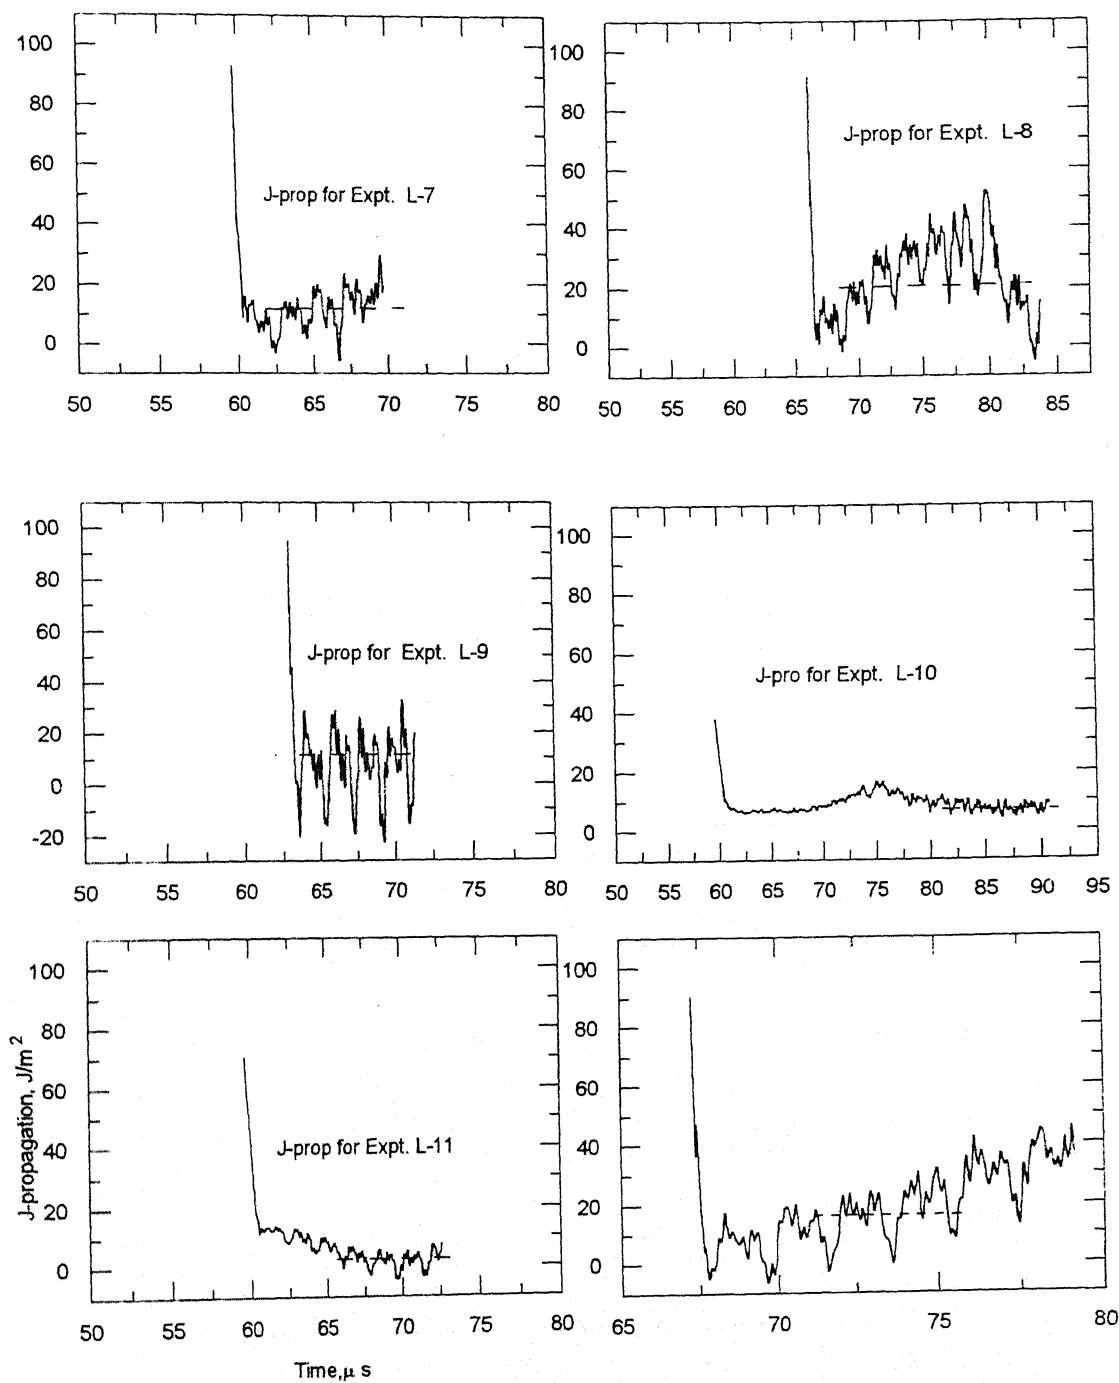 100
80
60
40
20
0
J-prop for Expt. L-7
50 55 60 65 70 75 80
100
80
60
40
20
0
J-prop for Expt. L-8
50 55 60 65 70 75 80 85
100
80
60
40
20
0
-20
J-prop for Expt. L-9
50 55 60 65 70 75 80
100
80
60
40
20
0
J-pro for Expt. L-10
50 55 60 65 70 75 80 85 90 95
J-propagation, J/m²
100
80
60
40
20
0
J-prop for Expt. L-11
50 55 60 65 70 75 80
Time,μ s
100
80
60
40
20
0
65 70 75 80